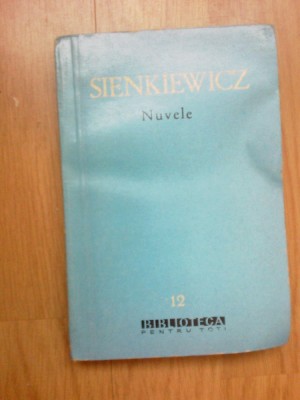 SIENKIEWICZ
Nuvele
12
BIBLIOTECA
PENTRU TOȚI